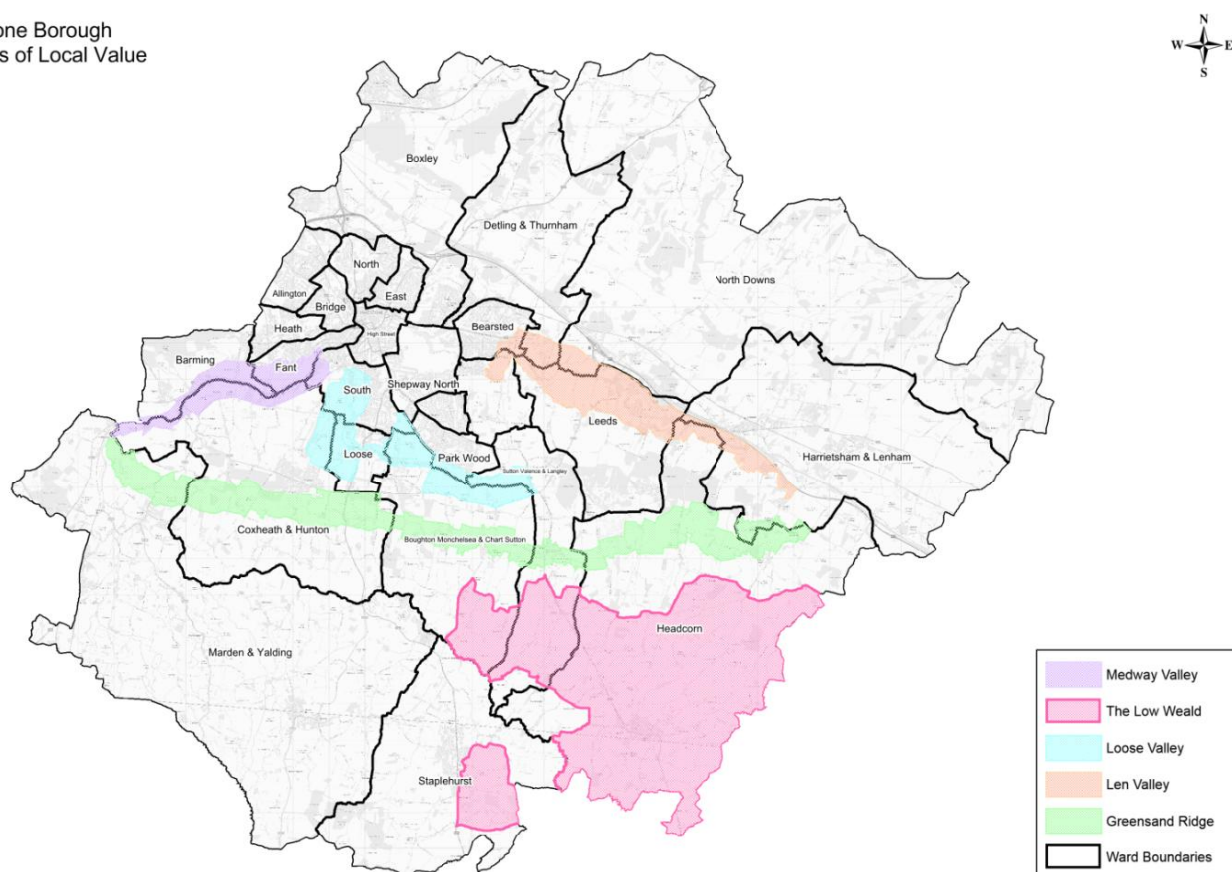 one Borough
s of Local Value
N
W E
S
Boxley
Detling & Thurnham
North Downs
North
Allington
East
Bridge
High Street
Heath
Bearsted
Barming
Fant
Shepway North
South
Leeds
Loose
Park Wood
Harrietsham & Lenham
Sutton Valence & Langley
Coxheath & Hunton
Boughton Monchelsea & Chart Sutton
Headcorn
Marden & Yalding
Staplehurst
Medway Valley
The Low Weald
Loose Valley
Len Valley
Greensand Ridge
Ward Boundaries